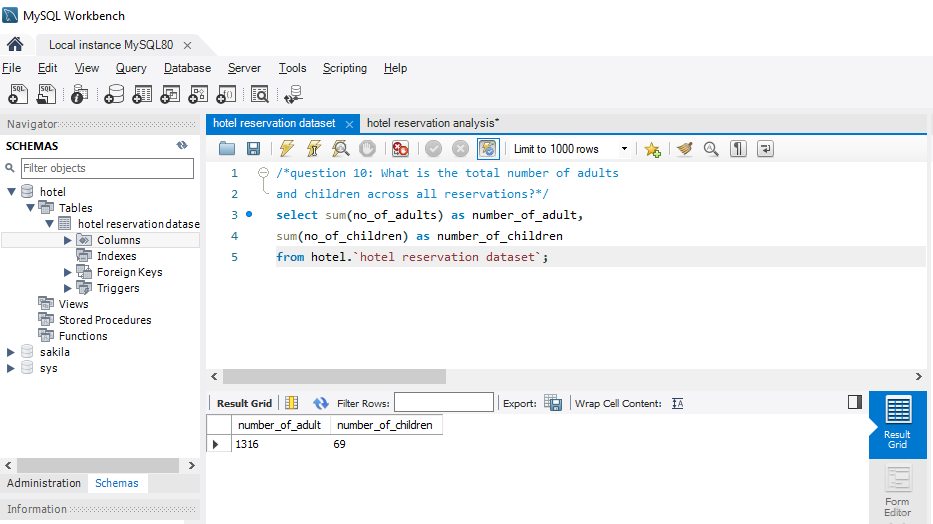 MySQL Workbench
Local instance MySQL80
File Edit View Query Database Server Tools Scripting Help
Navigator
SCHEMAS
Filter objects
hotel
Tables
hotel reservation datase
Columns
Indexes
Foreign Keys
Triggers
Views
Stored Procedures
Functions
sakila
sys
Administration Schemas
Information
hotel reservation dataset hotel reservation analysis*
Limit to 1000 rows
1 /*question 10: What is the total number of adults
2 and children across all reservations?*/
3 select sum(no_of_adults) as number_of_adult,
4 sum(no_of_children) as number_of_children
5 from hotel.`hotel reservation dataset`;
Result Grid Filter Rows: Export: Wrap Cell Content:
number_of_adult number_of_children
1316 69
Result
Grid
Form
Editor